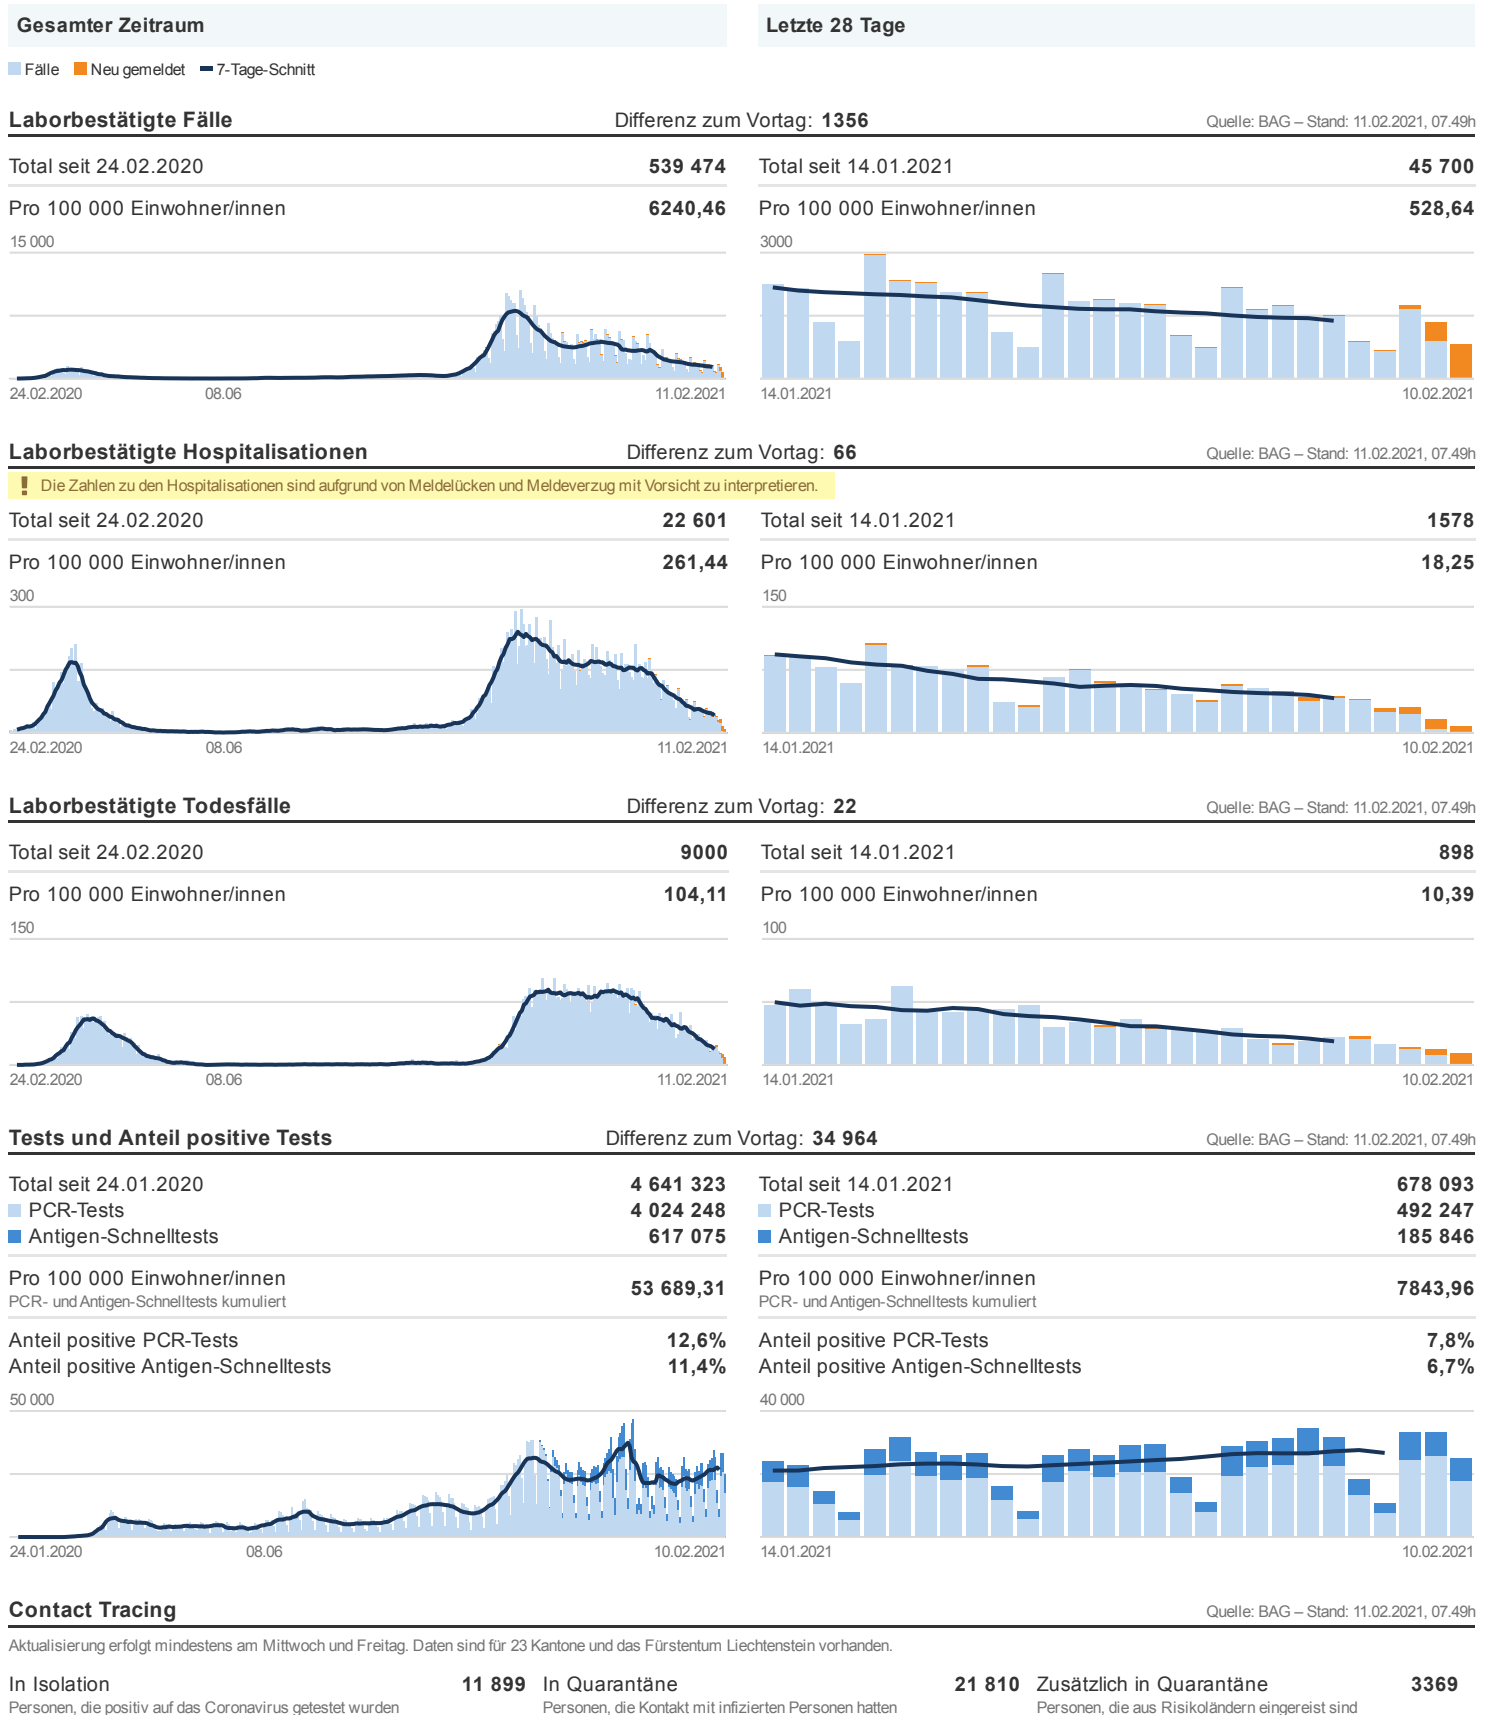 Gesamter Zeitraum
Letzte 28 Tage
Fälle Neu gemeldet 7-Tage-Schnitt
Laborbestätigte Fälle Differenz zum Vortag: 1356 Quelle: BAG – Stand: 11.02.2021, 07.49h
Total seit 24.02.2020 539 474 Total seit 14.01.2021 45 700
Pro 100 000 Einwohner/innen 6240,46 Pro 100 000 Einwohner/innen 528,64
15 000 3000
24.02.2020 08.06 11.02.2021 14.01.2021 10.02.2021
Laborbestätigte Hospitalisationen Differenz zum Vortag: 66 Quelle: BAG – Stand: 11.02.2021, 07.49h
! Die Zahlen zu den Hospitalisationen sind aufgrund von Meldelücken und Meldeverzug mit Vorsicht zu interpretieren.
Total seit 24.02.2020 22 601 Total seit 14.01.2021 1578
Pro 100 000 Einwohner/innen 261,44 Pro 100 000 Einwohner/innen 18,25
300 150
24.02.2020 08.06 11.02.2021 14.01.2021 10.02.2021
Laborbestätigte Todesfälle Differenz zum Vortag: 22 Quelle: BAG – Stand: 11.02.2021, 07.49h
Total seit 24.02.2020 9000 Total seit 14.01.2021 898
Pro 100 000 Einwohner/innen 104,11 Pro 100 000 Einwohner/innen 10,39
150 100
24.02.2020 08.06 11.02.2021 14.01.2021 10.02.2021
Tests und Anteil positive Tests Differenz zum Vortag: 34 964 Quelle: BAG – Stand: 11.02.2021, 07.49h
Total seit 24.01.2020 4 641 323 Total seit 14.01.2021 678 093
PCR-Tests 4 024 248 PCR-Tests 492 247
Antigen-Schnelltests 617 075 Antigen-Schnelltests 185 846
Pro 100 000 Einwohner/innen 53 689,31 Pro 100 000 Einwohner/innen 7843,96
PCR- und Antigen-Schnelltests kumuliert PCR- und Antigen-Schnelltests kumuliert
Anteil positive PCR-Tests 12,6% Anteil positive PCR-Tests 7,8%
Anteil positive Antigen-Schnelltests 11,4% Anteil positive Antigen-Schnelltests 6,7%
50 000 40 000
24.01.2020 08.06 10.02.2021 14.01.2021 10.02.2021
Contact Tracing Quelle: BAG – Stand: 11.02.2021, 07.49h
Aktualisierung erfolgt mindestens am Mittwoch und Freitag. Daten sind für 23 Kantone und das Fürstentum Liechtenstein vorhanden.
In Isolation 11 899 In Quarantäne 21 810 Zusätzlich in Quarantäne 3369
Personen, die positiv auf das Coronavirus getestet wurden Personen, die Kontakt mit infizierten Personen hatten Personen, die aus Risikoländern eingereist sind